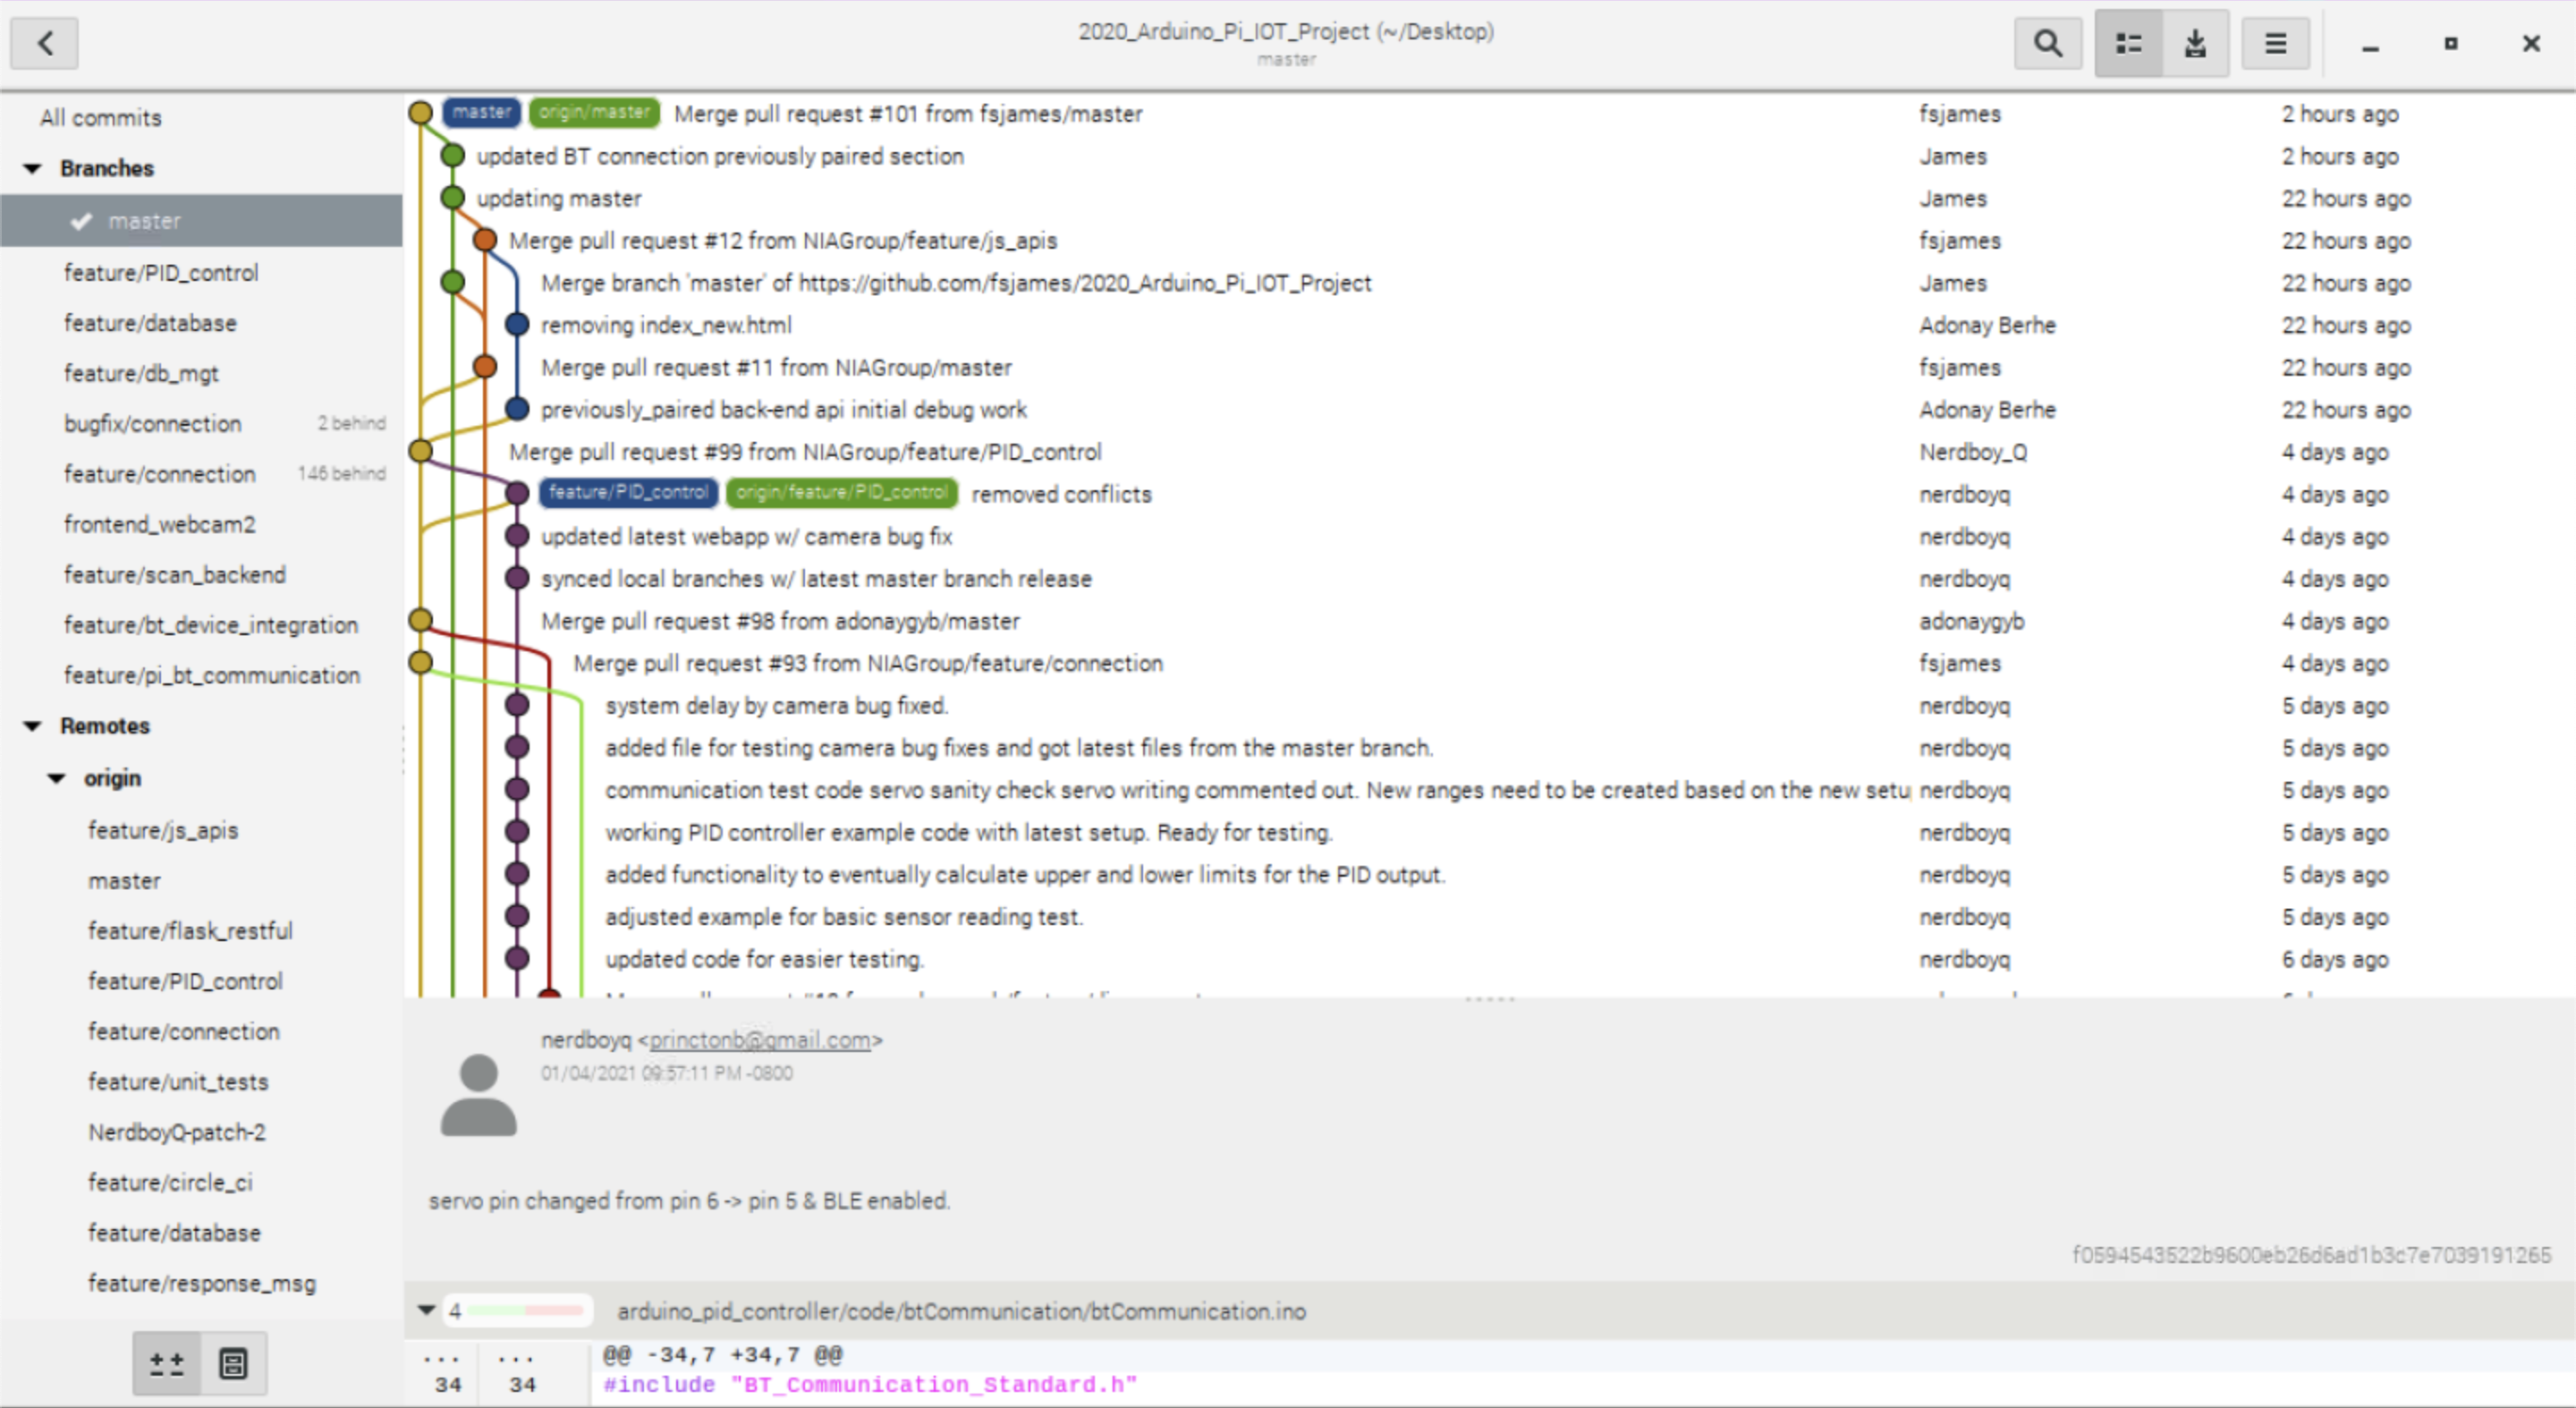 2020_Arduino_Pi_IOT_Project (~/Desktop)
master
All commits
Branches
master
feature/PID_control
feature/database
feature/db_mgt
bugfix/connection 2 behind
feature/connection 146 behind
frontend_webcam2
feature/scan_backend
feature/bt_device_integration
feature/pi_bt_communication
Remotes
origin
feature/js_apis
master
feature/flask_restful
feature/PID_control
feature/connection
feature/unit_tests
NerdboyQ-patch-2
feature/circle_ci
feature/database
feature/response_msg
master origin/master Merge pull request #101 from fsjames/master fsjames 2 hours ago
updated BT connection previously paired section James 2 hours ago
updating master James 22 hours ago
Merge pull request #12 from NIAGroup/feature/js_apis fsjames 22 hours ago
Merge branch 'master' of https://github.com/fsjames/2020_Arduino_Pi_IOT_Project James 22 hours ago
removing index_new.html Adonay Berhe 22 hours ago
Merge pull request #11 from NIAGroup/master fsjames 22 hours ago
previously_paired back-end api initial debug work Adonay Berhe 22 hours ago
Merge pull request #99 from NIAGroup/feature/PID_control Nerdboy_Q 4 days ago
feature/PID_control origin/feature/PID_control removed conflicts nerdboyq 4 days ago
updated latest webapp w/ camera bug fix nerdboyq 4 days ago
synced local branches w/ latest master branch release nerdboyq 4 days ago
Merge pull request #98 from adonaygyb/master adonaygyb 4 days ago
Merge pull request #93 from NIAGroup/feature/connection fsjames 4 days ago
system delay by camera bug fixed. nerdboyq 5 days ago
added file for testing camera bug fixes and got latest files from the master branch. nerdboyq 5 days ago
communication test code servo sanity check servo writing commented out. New ranges need to be created based on the new setu nerdboyq 5 days ago
working PID controller example code with latest setup. Ready for testing. nerdboyq 5 days ago
added functionality to eventually calculate upper and lower limits for the PID output. nerdboyq 5 days ago
adjusted example for basic sensor reading test. nerdboyq 5 days ago
updated code for easier testing. nerdboyq 6 days ago
nerdboyq <princtonb@gmail.com>
01/04/2021 09:57:11 PM -0800
servo pin changed from pin 6 -> pin 5 & BLE enabled.
f0594543522b9600eb26d6ad1b3c7e7039191265
4 arduino_pid_controller/code/btCommunication/btCommunication.ino
... ... @@ -34,7 +34,7 @@
34 34 #include "BT_Communication_Standard.h"